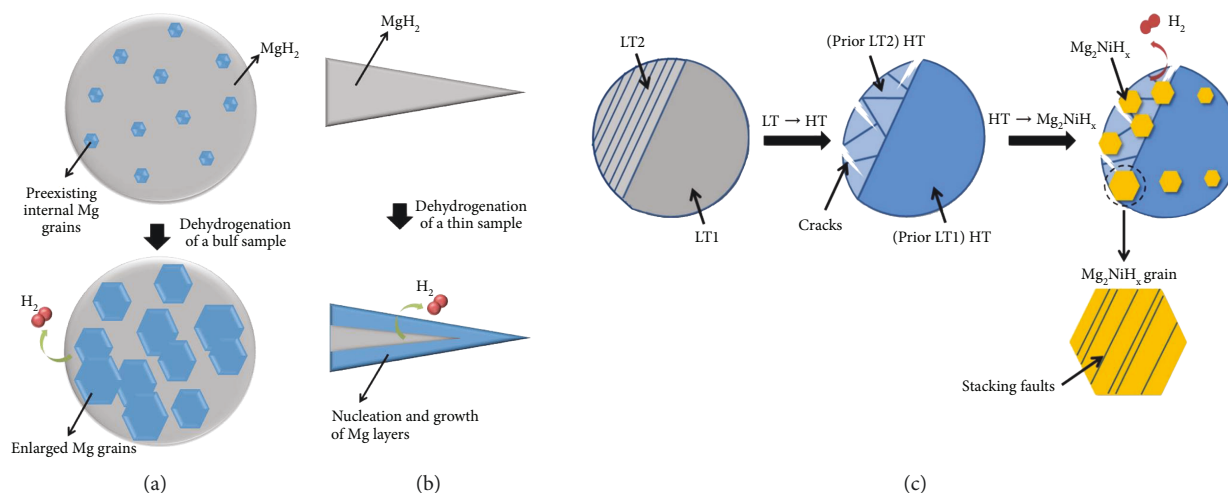 MgH₂
Preexisting
internal Mg
grains
Dehydrogenation
of a bulf sample
H₂
Enlarged Mg grains
(a)
MgH₂
Dehydrogenation
of a thin sample
H₂
Nucleation and growth
of Mg layers
(b)
LT2
LT1
LT → HT
(Prior LT2) HT
Cracks
(Prior LT1) HT
HT → Mg₂NiHₓ
H₂
Mg₂NiHₓ
Mg₂NiHₓ grain
Stacking faults
(c)